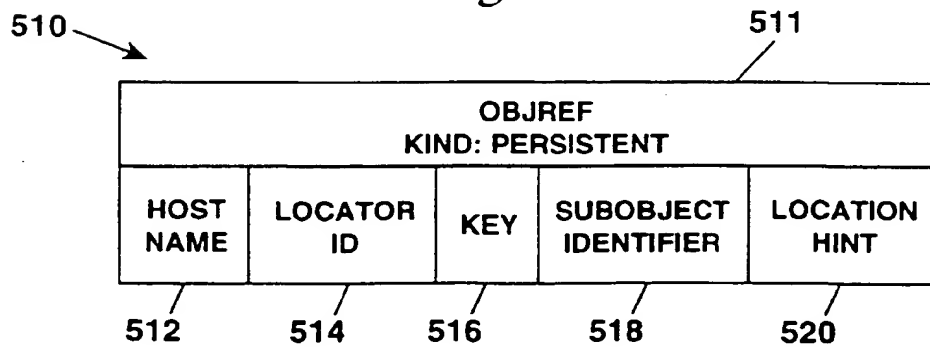 510
511
OBJREF
KIND: PERSISTENT
HOST
NAME
LOCATOR
ID
KEY
SUBOBJECT
IDENTIFIER
LOCATION
HINT
512
514
516
518
520